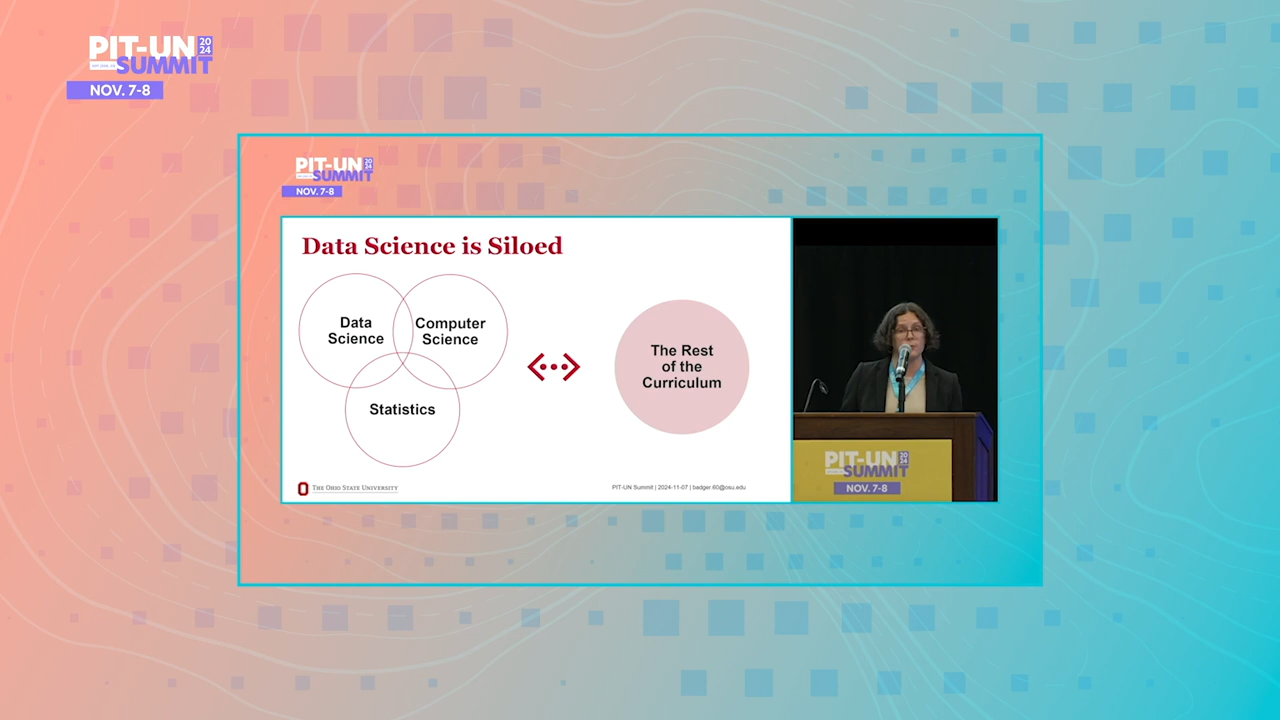 PIT-UN 2024
SUMMIT
NOV. 7-8
PIT-UN 2024
SUMMIT
NOV. 7-8
Data Science is Siloed
Data
Science
Computer
Science
Statistics
The Rest
of the
Curriculum
THE OHIO STATE UNIVERSITY
PIT-UN Summit | 2024-11-07 | badger.60@osu.edu
PIT-UN 2024
SUMMIT
NOV. 7-8